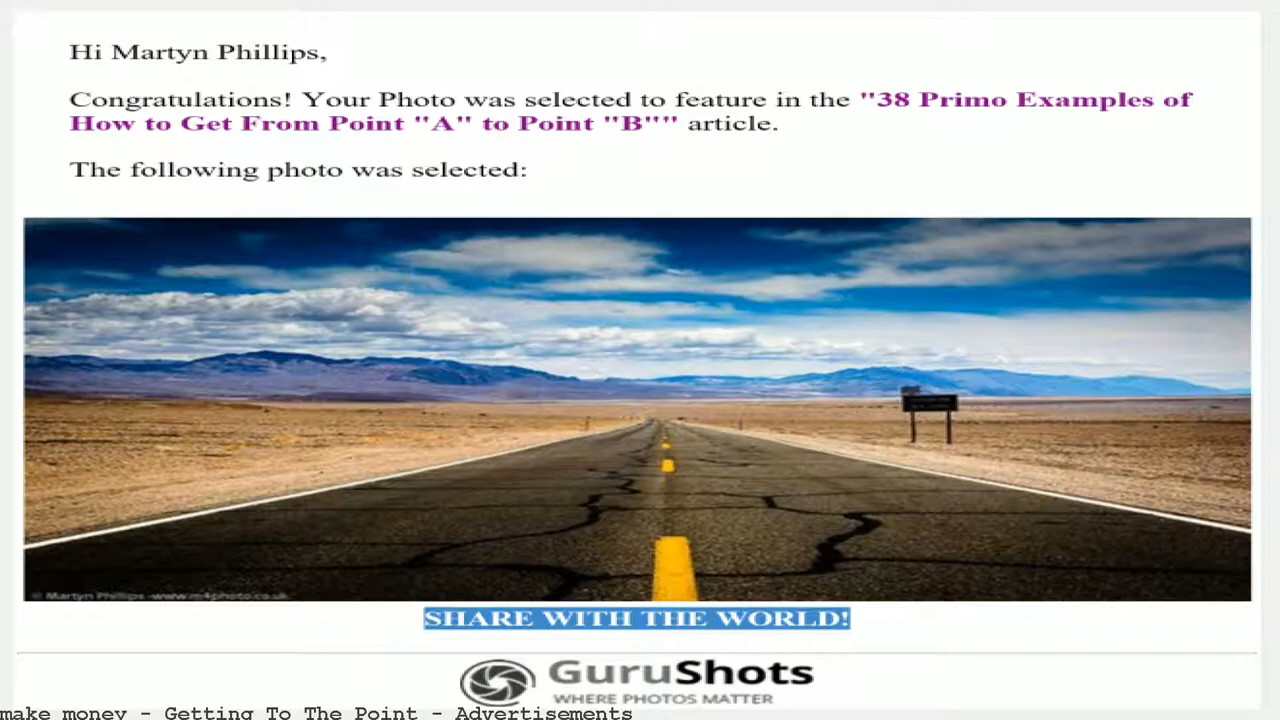 Hi Martyn Phillips,
Congratulations! Your Photo was selected to feature in the "38 Primo Examples of
How to Get From Point "A" to Point "B"" article.
The following photo was selected:
© Martyn Phillips -www.m4photo.co.uk
SHARE WITH THE WORLD!
GuruShots
WHERE PHOTOS MATTER
make money - Getting To The Point - Advertisements